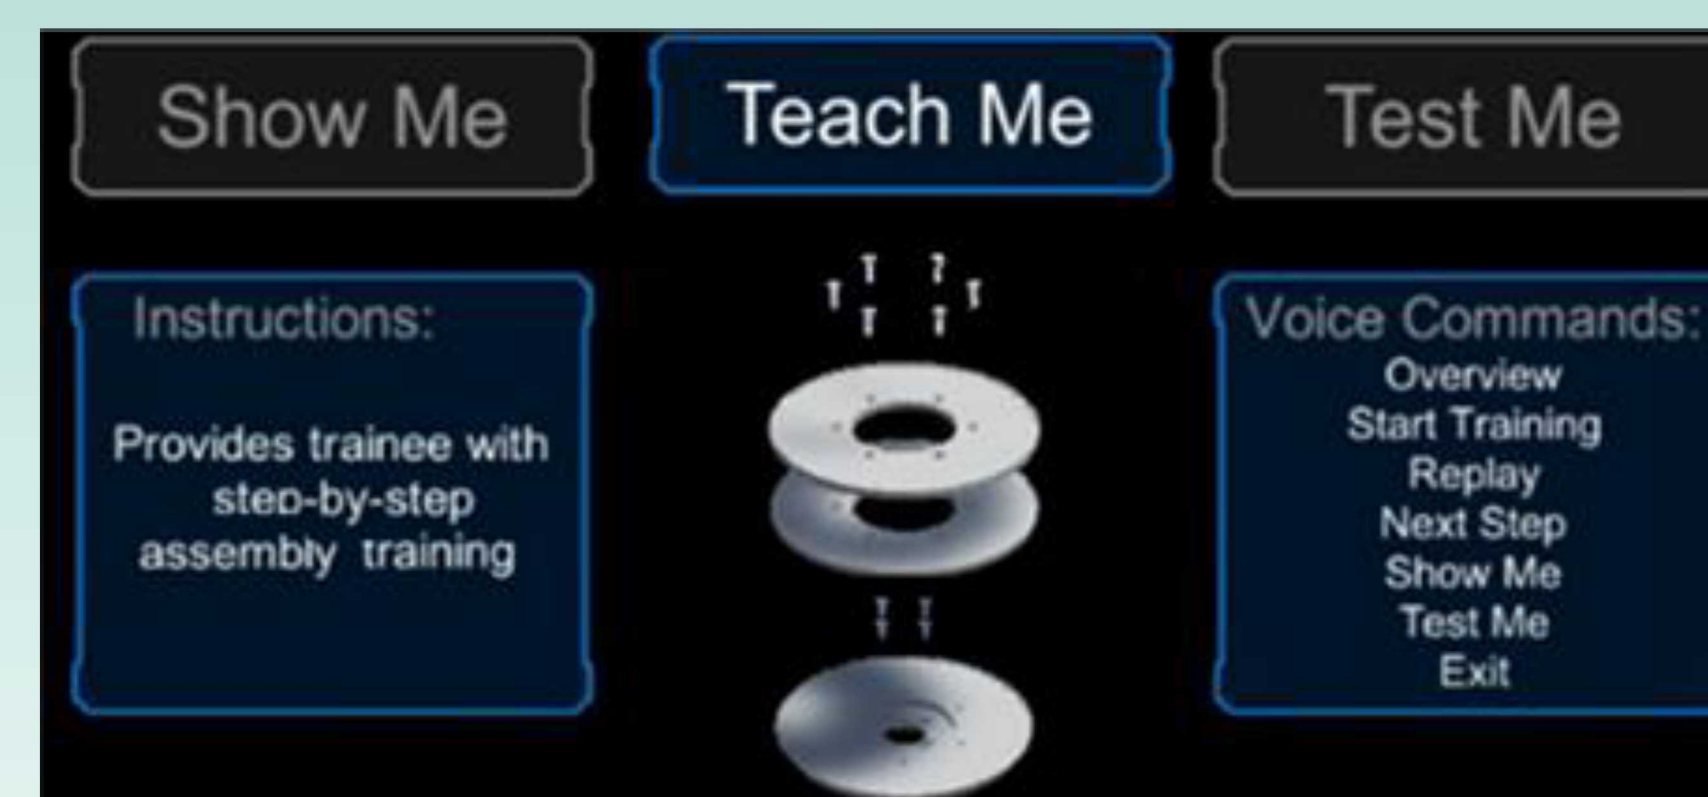 Show Me
Teach Me
Test Me
Instructions:
Provides trainee with
step-by-step
assembly training
Voice Commands:
Overview
Start Training
Replay
Next Step
Show Me
Test Me
Exit